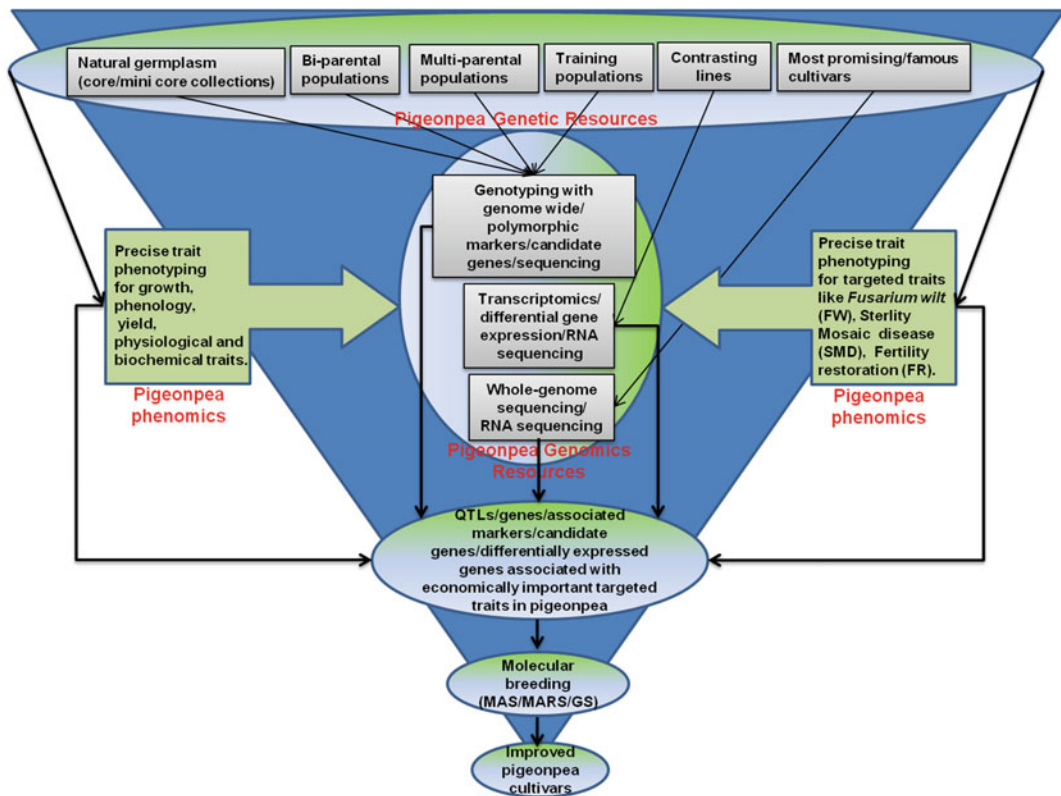 Natural germplasm
(core/mini core collections)
Bi-parental
populations
Multi-parental
populations
Training
populations
Contrasting
lines
Most promising/famous
cultivars
Pigeonpea Genetic Resources
Genotyping with
genome wide/
polymorphic
markers/candidate
genes/sequencing
Transcriptomics/
differential gene
expression/RNA
sequencing
Whole-genome
sequencing/
RNA sequencing
Pigeonpea Genomics
Resources
Precise trait
phenotyping
for growth,
phenology,
yield,
physiological and
biochemical traits.
Pigeonpea
phenomics
Precise trait
phenotyping
for targeted traits
like Fusarium wilt
(FW), Sterlity
Mosaic disease
(SMD), Fertility
restoration (FR).
Pigeonpea
phenomics
QTLs/genes/associated
markers/candidate
genes/differentially expressed
genes associated with
economically important targeted
traits in pigeonpea
Molecular
breeding
(MAS/MARS/GS)
Improved
pigeonpea
cultivars